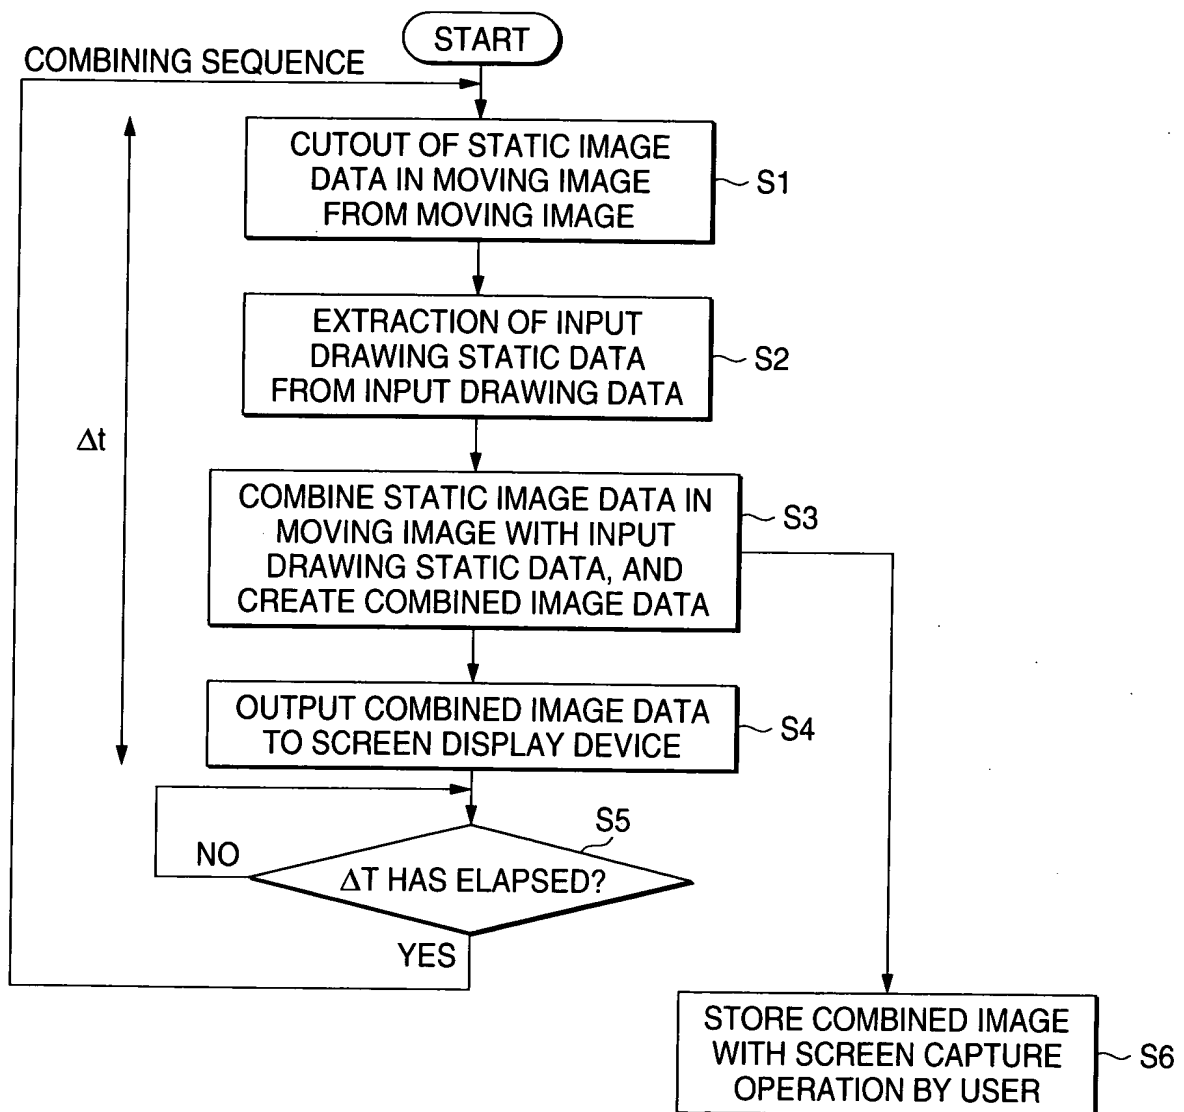 START
COMBINING SEQUENCE
CUTOUT OF STATIC IMAGE
DATA IN MOVING IMAGE
FROM MOVING IMAGE
S1
EXTRACTION OF INPUT
DRAWING STATIC DATA
FROM INPUT DRAWING DATA
S2
Δt
COMBINE STATIC IMAGE DATA IN
MOVING IMAGE WITH INPUT
DRAWING STATIC DATA, AND
CREATE COMBINED IMAGE DATA
S3
OUTPUT COMBINED IMAGE DATA
TO SCREEN DISPLAY DEVICE
S4
S5
NO
ΔT HAS ELAPSED?
YES
STORE COMBINED IMAGE
WITH SCREEN CAPTURE
OPERATION BY USER
S6